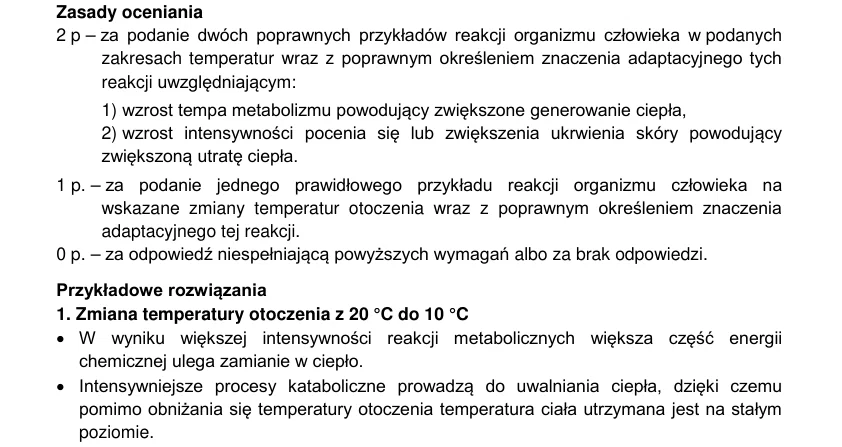 Zasady oceniania
2 p – za podanie dwóch poprawnych przykładów reakcji organizmu człowieka w podanych
zakresach temperatur wraz z poprawnym określeniem znaczenia adaptacyjnego tych
reakcji uwzględniającym:
1) wzrost tempa metabolizmu powodujący zwiększone generowanie ciepła,
2) wzrost intensywności pocenia się lub zwiększenia ukrwienia skóry powodujący
zwiększoną utratę ciepła.
1 p. – za podanie jednego prawidłowego przykładu reakcji organizmu człowieka na
wskazane zmiany temperatur otoczenia wraz z poprawnym określeniem znaczenia
adaptacyjnego tej reakcji.
0 p. – za odpowiedź niespełniającą powyższych wymagań albo za brak odpowiedzi.
Przykładowe rozwiązania
1. Zmiana temperatury otoczenia z 20 °C do 10 °C
• W wyniku większej intensywności reakcji metabolicznych większa część energii
chemicznej ulega zamianie w ciepło.
• Intensywniejsze procesy kataboliczne prowadzą do uwalniania ciepła, dzięki czemu
pomimo obniżania się temperatury otoczenia temperatura ciała utrzymana jest na stałym
poziomie.